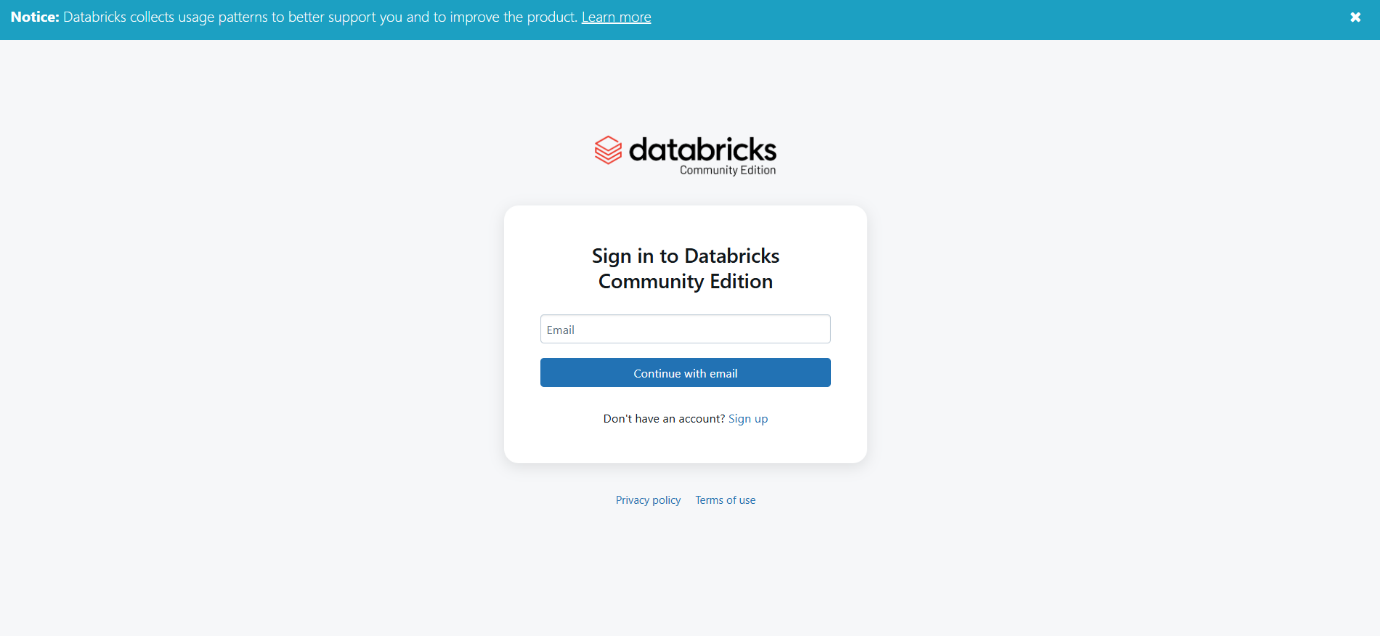 Notice: Databricks collects usage patterns to better support you and to improve the product. Learn more
databricks
Community Edition
Sign in to Databricks
Community Edition
Email
Continue with email
Don't have an account? Sign up
Privacy policy Terms of use